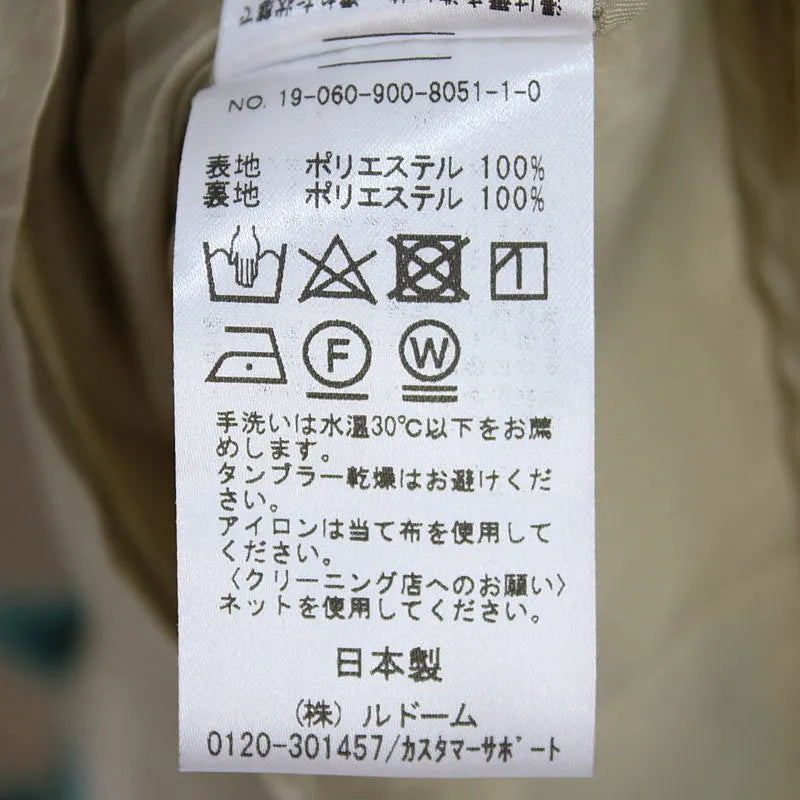 NO. 19-060-900-8051-1-0
表地 ポリエステル 100%
裏地 ポリエステル 100%
F W
手洗いは水温30℃以下をお薦
めします。
タンブラー乾燥はお避けくだ
さい。
アイロンは当て布を使用して
ください。
〈クリーニング店へのお願い〉
ネットを使用してください。
日本製
(株) ルドーム
0120-301457/カスタマーサポート